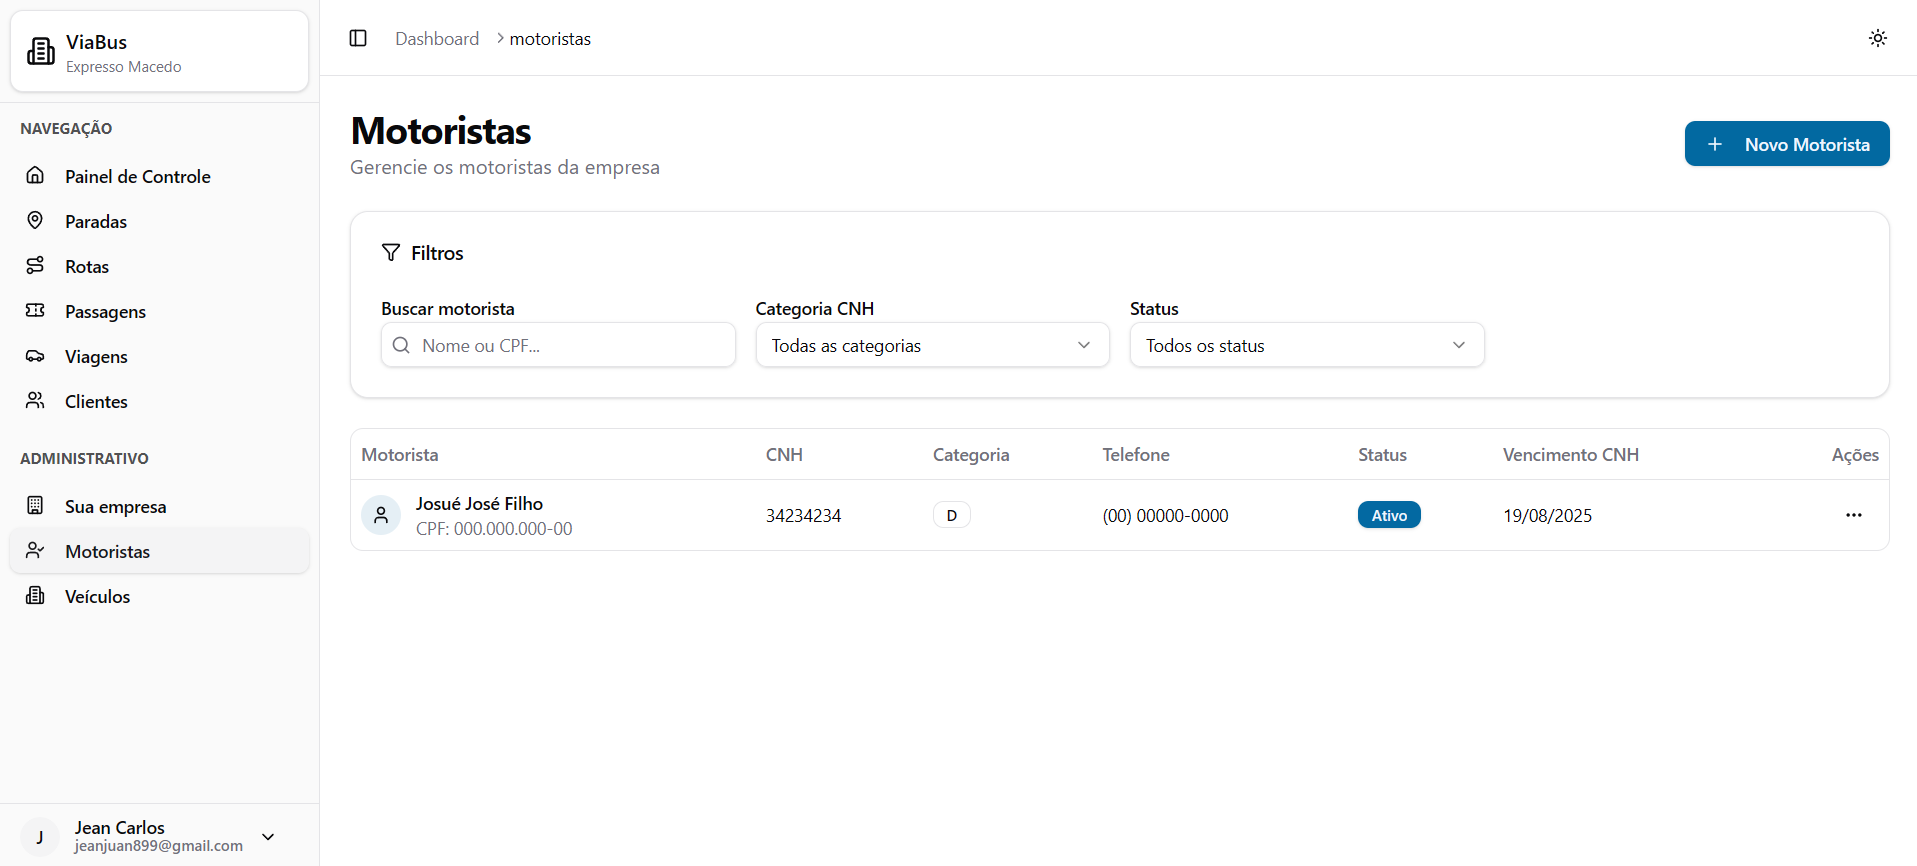 ViaBus
Expresso Macedo
NAVEGAÇÃO
Painel de Controle
Paradas
Rotas
Passagens
Viagens
Clientes
ADMINISTRATIVO
Sua empresa
Motoristas
Veículos
J
Jean Carlos
jeanjuan899@gmail.com
Dashboard > motoristas
Motoristas
Gerencie os motoristas da empresa
+ Novo Motorista
Filtros
Buscar motorista Categoria CNH Status
Nome ou CPF... Todas as categorias Todos os status
Motorista CNH Categoria Telefone Status Vencimento CNH Ações
Josué José Filho 34234234 D (00) 00000-0000 Ativo 19/08/2025 ...
CPF: 000.000.000-00